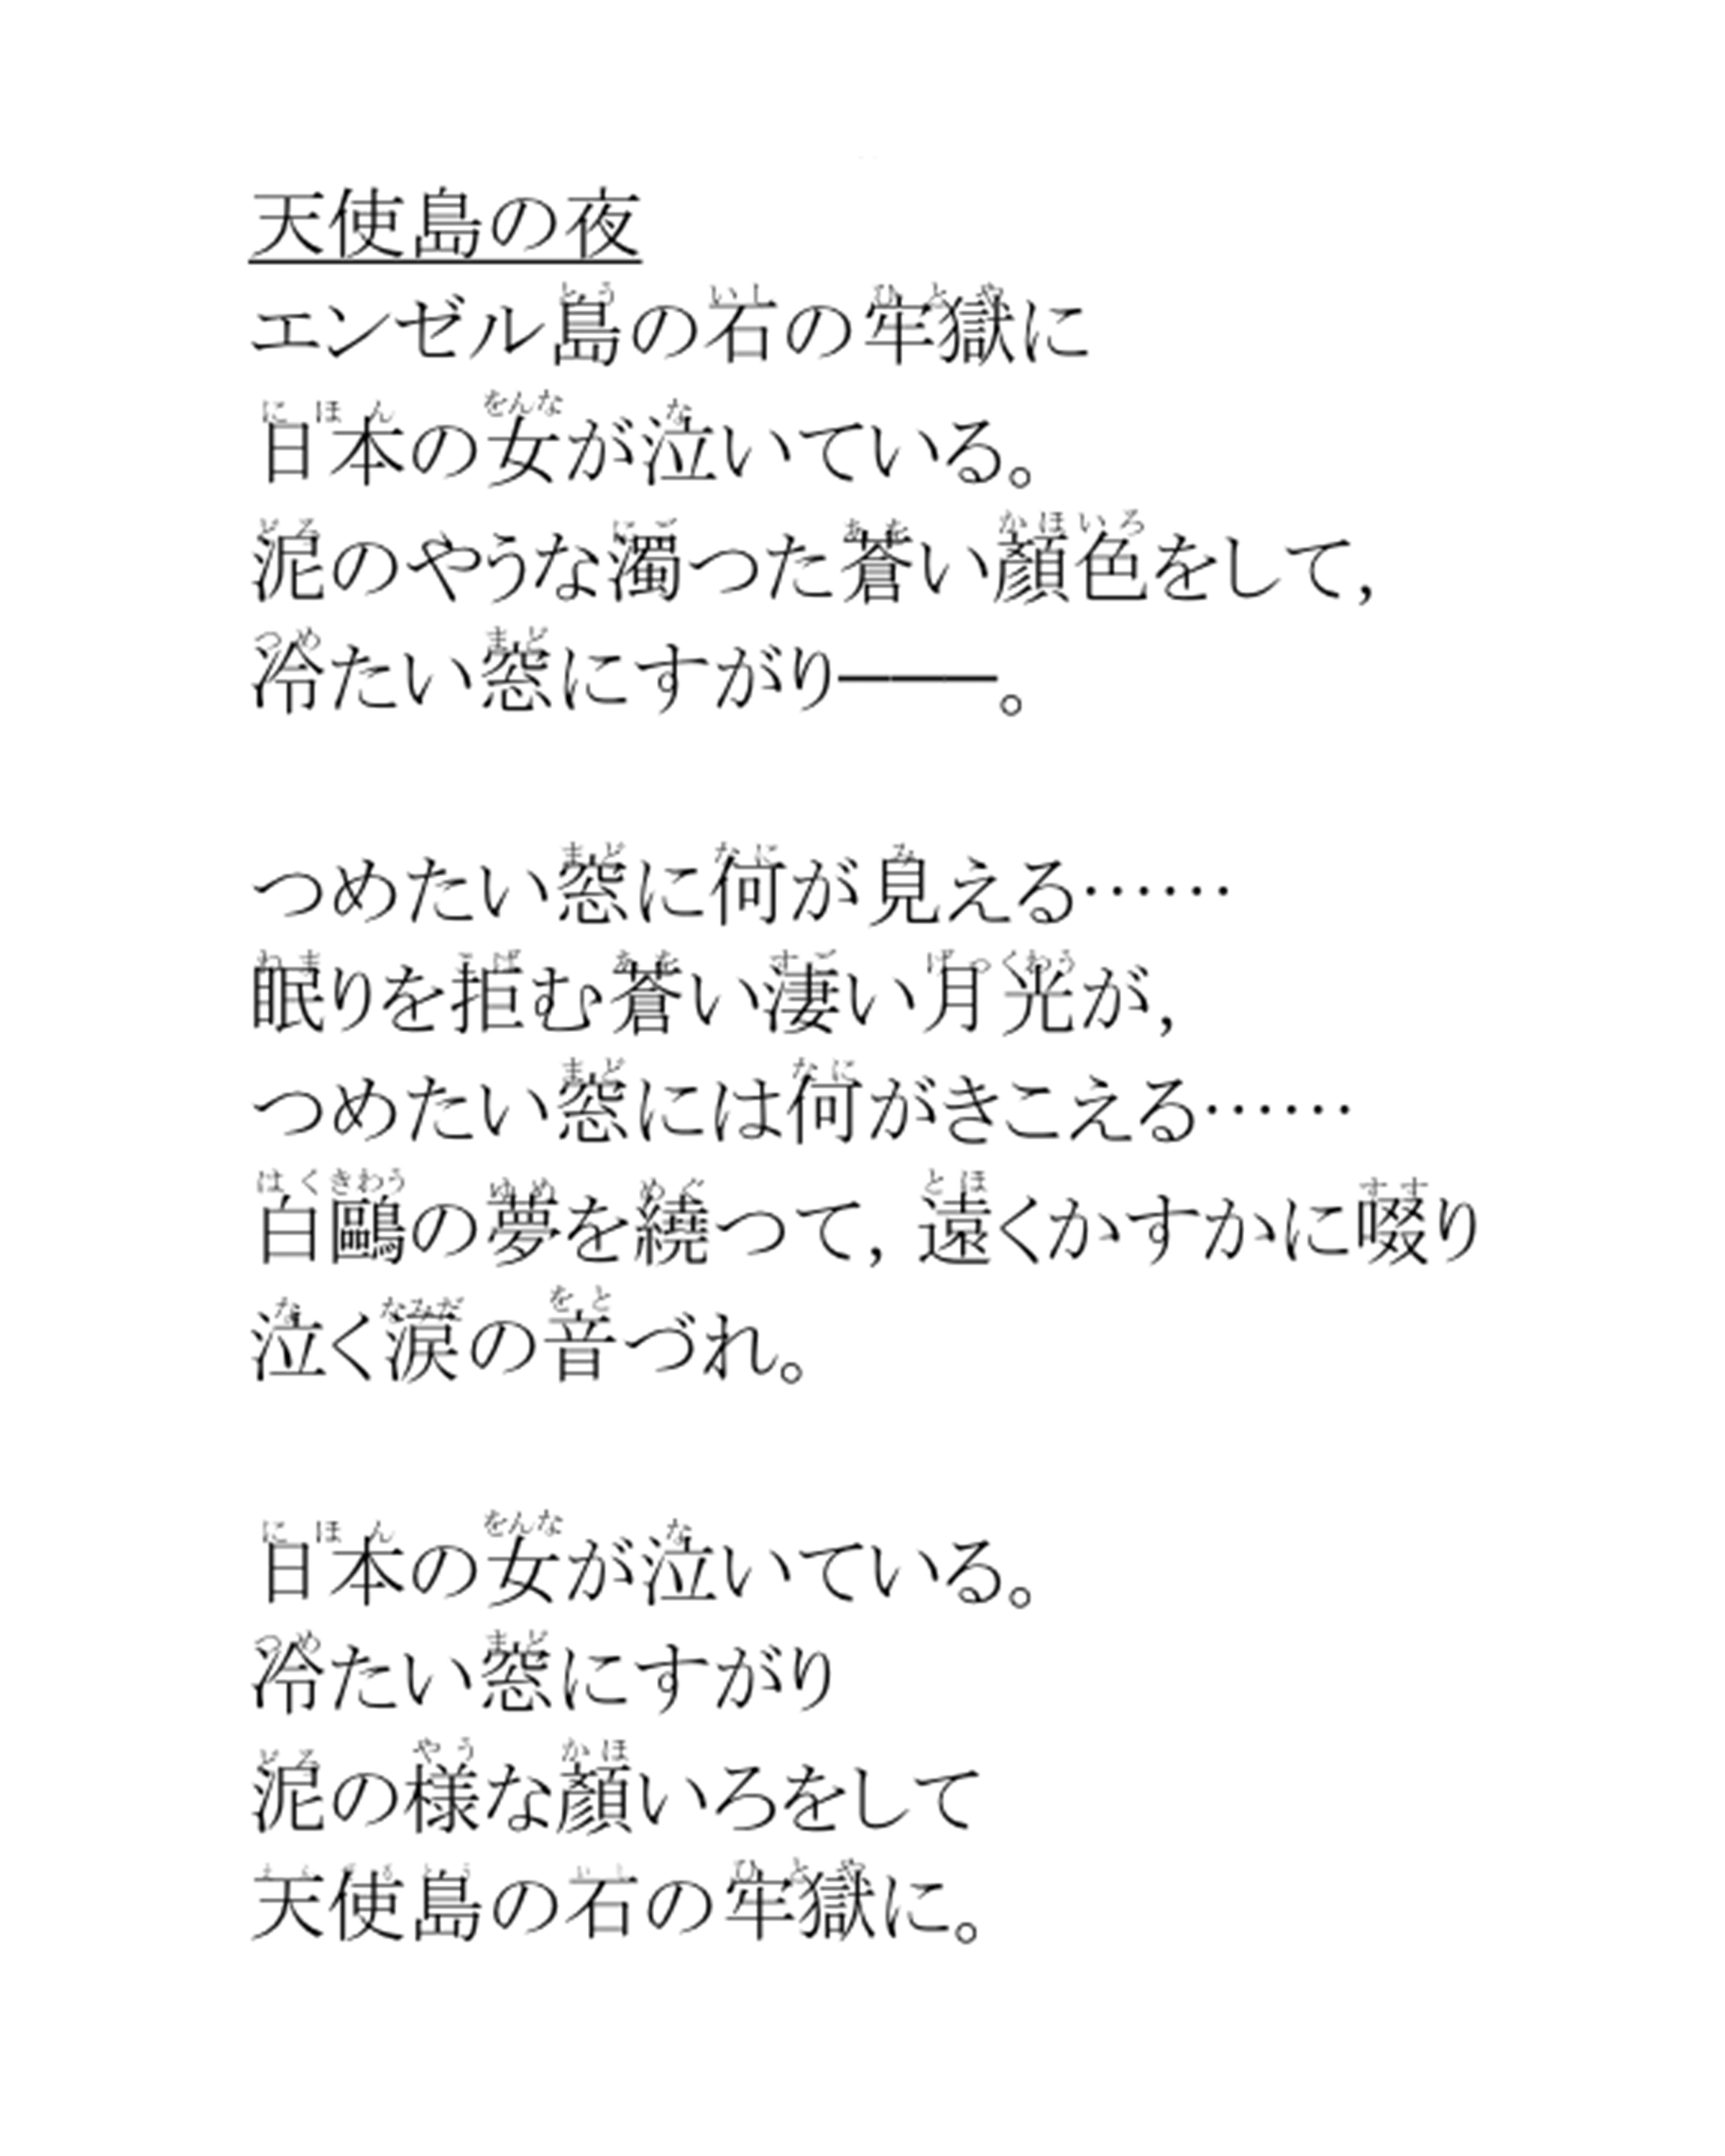 天使島の夜
エンゼル島の石の牢獄に
日本の女が泣いている。
泥のやうな濁つた蒼い顏色をして,
冷たい窓にすがり———。
つめたい窓に何が見える……
眠りを拒む蒼い凄い月光が,
つめたい窓には何がきこえる……
白鷗の夢を繞つて, 遠くかすかに啜り
泣く涙の音づれ。
日本の女が泣いている。
冷たい窓にすがり
泥の様な顏いろをして
天使島の石の牢獄に。